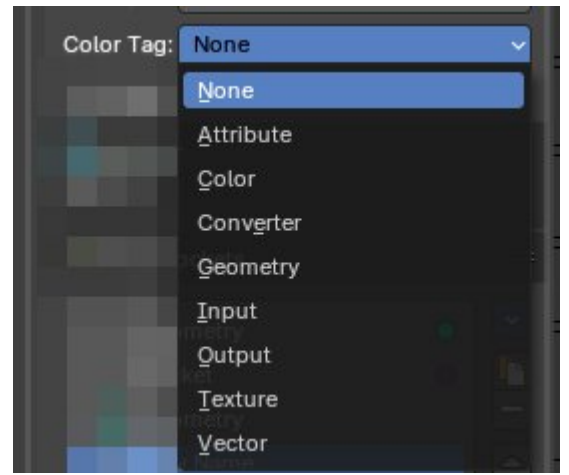 Color Tag: None
None
Attribute
Color
Converter
Geometry
Input
Output
Texture
Vector